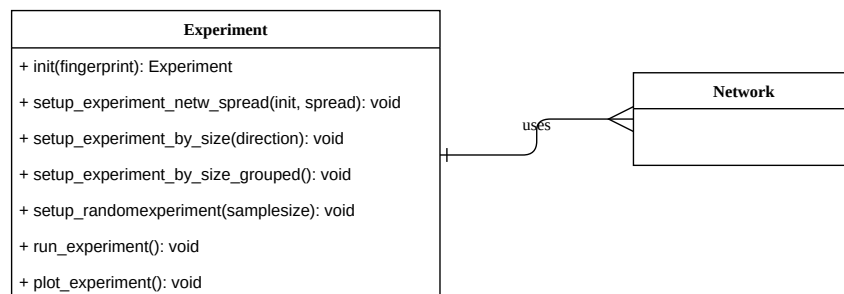 Experiment
+ init(fingerprint): Experiment
+ setup_experiment_netw_spread(init, spread): void
+ setup_experiment_by_size(direction): void
+ setup_experiment_by_size_grouped(): void
+ setup_randomexperiment(samplesize): void
+ run_experiment(): void
+ plot_experiment(): void
uses
Network